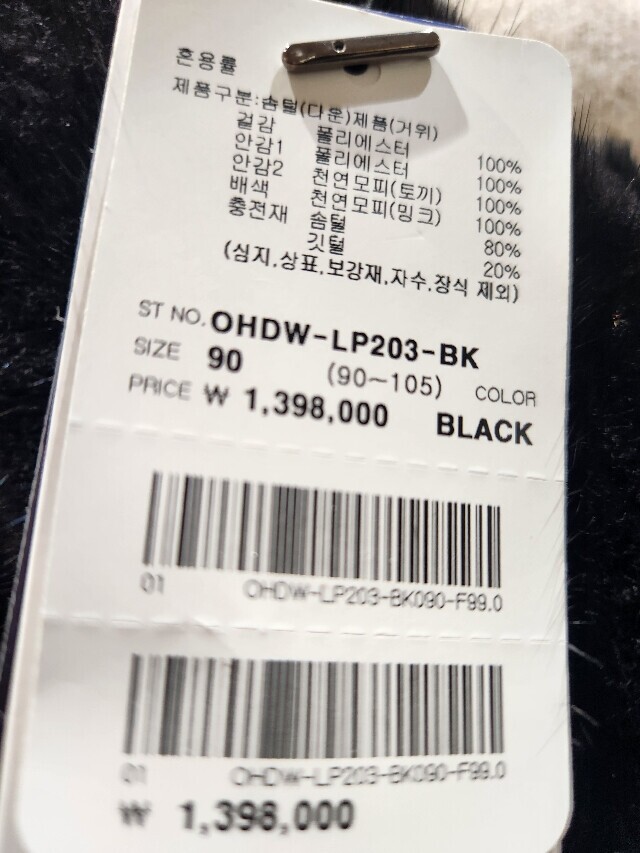 혼용률
제품구분:솜털(다운)제품(거위)
겉감 폴리에스터 100%
안감1 폴리에스터 100%
안감2 천연모피(토끼) 100%
배색 천연모피(밍크) 100%
충전재 솜털 80%
깃털 20%
(심지,상표,보강재,자수,장식 제외)
ST NO. OHDW-LP203-BK
SIZE 90 (90~105) COLOR
PRICE ₩ 1,398,000 BLACK
01 OHDW-LP203-BK090-F99.0
01 OHDW-LP203-BK090-F99.0
₩ 1,398,000